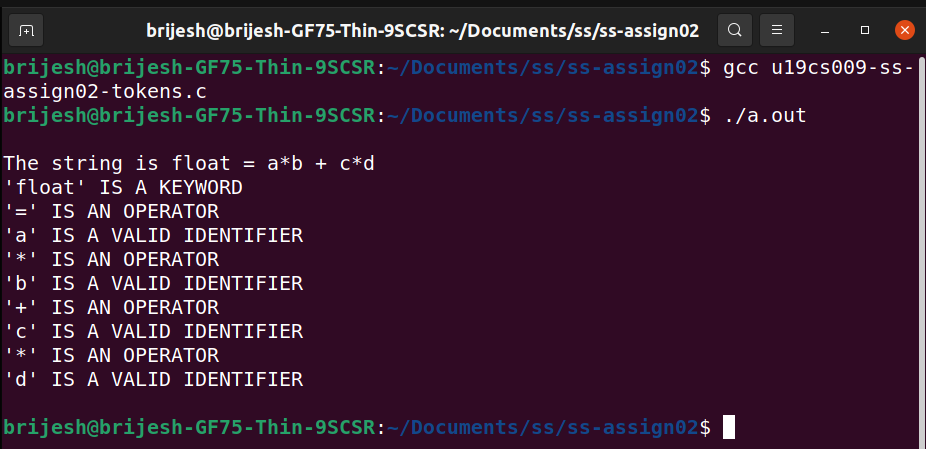 brijesh@brijesh-GF75-Thin-9SCSR: ~/Documents/ss/ss-assign02
brijesh@brijesh-GF75-Thin-9SCSR:~/Documents/ss/ss-assign02$ gcc u19cs009-ss-
assign02-tokens.c
brijesh@brijesh-GF75-Thin-9SCSR:~/Documents/ss/ss-assign02$ ./a.out
The string is float = a*b + c*d
'float' IS A KEYWORD
'=' IS AN OPERATOR
'a' IS A VALID IDENTIFIER
'*' IS AN OPERATOR
'b' IS A VALID IDENTIFIER
'+' IS AN OPERATOR
'c' IS A VALID IDENTIFIER
'*' IS AN OPERATOR
'd' IS A VALID IDENTIFIER
brijesh@brijesh-GF75-Thin-9SCSR:~/Documents/ss/ss-assign02$